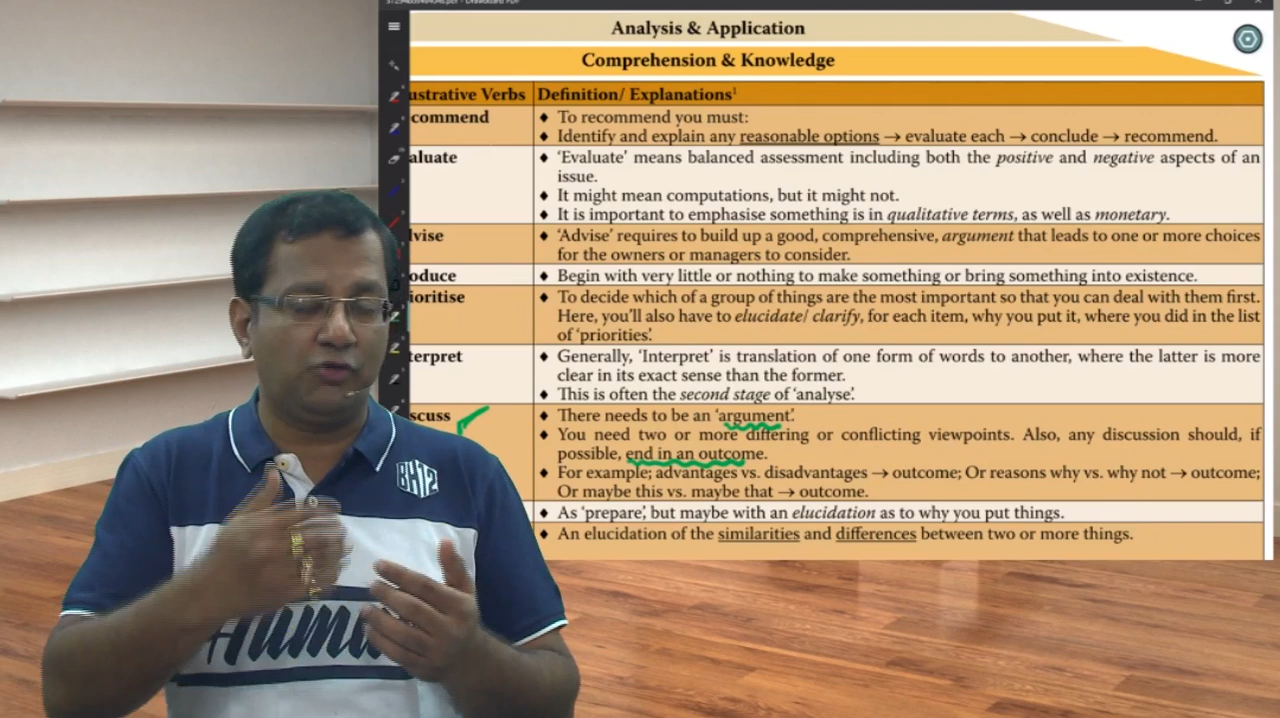 Analysis & Application
Comprehension & Knowledge
ustrative Verbs Definition/ Explanations¹
commend ♦ To recommend you must:
♦ Identify and explain any reasonable options → evaluate each → conclude → recommend.
aluate ♦ ‘Evaluate’ means balanced assessment including both the positive and negative aspects of an
issue.
♦ It might mean computations, but it might not.
♦ It is important to emphasise something is in qualitative terms, as well as monetary.
vise ♦ ‘Advise’ requires to build up a good, comprehensive, argument that leads to one or more choices
for the owners or managers to consider.
oduce ♦ Begin with very little or nothing to make something or bring something into existence.
ioritise ♦ To decide which of a group of things are the most important so that you can deal with them first.
Here, you’ll also have to elucidate/ clarify, for each item, why you put it, where you did in the list
of ‘priorities’.
terpret ♦ Generally, ‘Interpret’ is translation of one form of words to another, where the latter is more
clear in its exact sense than the former.
♦ This is often the second stage of ‘analyse’.
scuss ♦ There needs to be an ‘argument’.
♦ You need two or more differing or conflicting viewpoints. Also, any discussion should, if
possible, end in an outcome.
♦ For example; advantages vs. disadvantages → outcome; Or reasons why vs. why not → outcome;
Or maybe this vs. maybe that → outcome.
♦ As ‘prepare’, but maybe with an elucidation as to why you put things.
♦ An elucidation of the similarities and differences between two or more things.
BH12